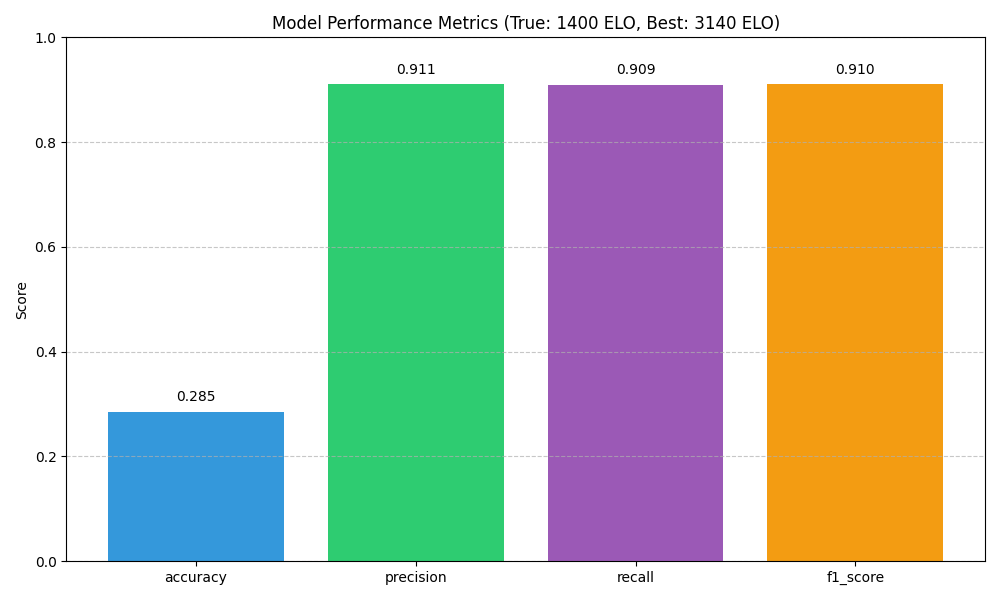 Model Performance Metrics (True: 1400 ELO, Best: 3140 ELO)
1.0
0.8
0.6
0.4
0.2
0.0
Score
0.285
0.911
0.909
0.910
accuracy
precision
recall
f1_score